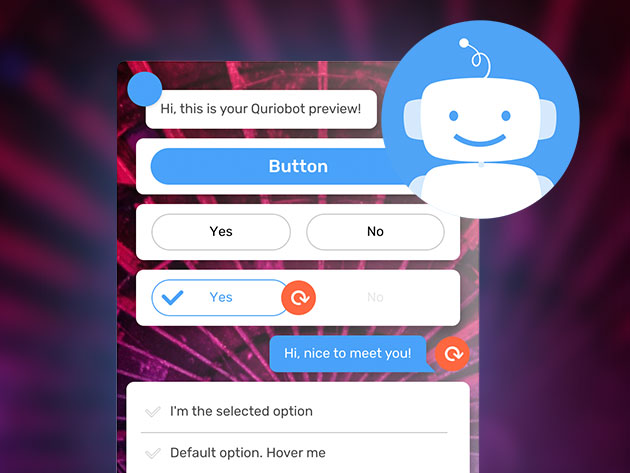 Hi, this is your Quriobot preview!
Button
Yes No
Yes No
Hi, nice to meet you!
I'm the selected option
Default option. Hover me